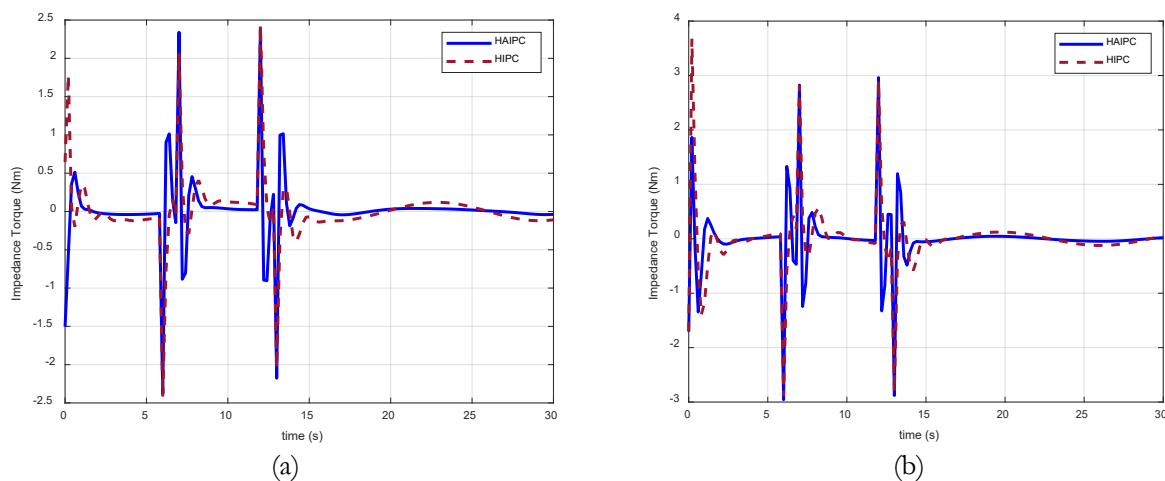 2.5
2
1.5
1
0.5
0
-0.5
-1
-1.5
-2
-2.5
Impedance Torque (Nm)
HAIPC
HIPC
0 5 10 15 20 25 30
time (s)
(a)
4
3
2
1
0
-1
-2
-3
Impedance Torque (Nm)
HAIPC
HIPC
0 5 10 15 20 25 30
time (s)
(b)